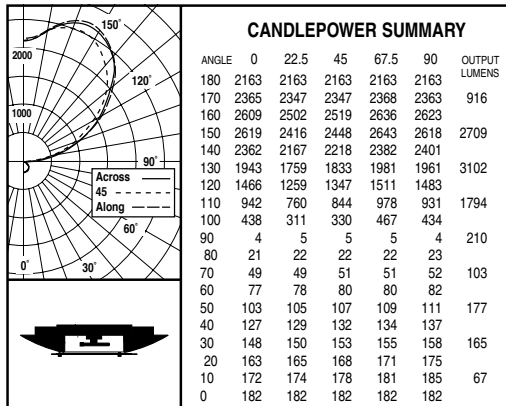 150°
2000
120°
1000
90°
Across
45
Along
60°
0°
30°
CANDLEPOWER SUMMARY
ANGLE 0 22.5 45 67.5 90 OUTPUT
LUMENS
180 2163 2163 2163 2163 2163
170 2365 2347 2347 2368 2363 916
160 2609 2502 2519 2636 2623
150 2619 2416 2448 2643 2618 2709
140 2362 2167 2218 2382 2401
130 1943 1759 1833 1981 1961 3102
120 1466 1259 1347 1511 1483
110 942 760 844 978 931 1794
100 438 311 330 467 434
90 4 5 5 5 4 210
80 21 22 22 22 23
70 49 49 51 51 52 103
60 77 78 80 80 82
50 103 105 107 109 111 177
40 127 129 132 134 137
30 148 150 153 155 158 165
20 163 165 168 171 175
10 172 174 178 181 185 67
0 182 182 182 182 182